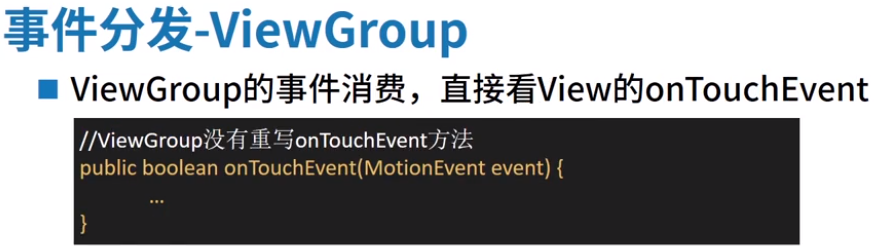 事件分发-ViewGroup
ViewGroup的事件消费，直接看View的onTouchEvent
//ViewGroup没有重写onTouchEvent方法
public boolean onTouchEvent(MotionEvent event) {
...
}